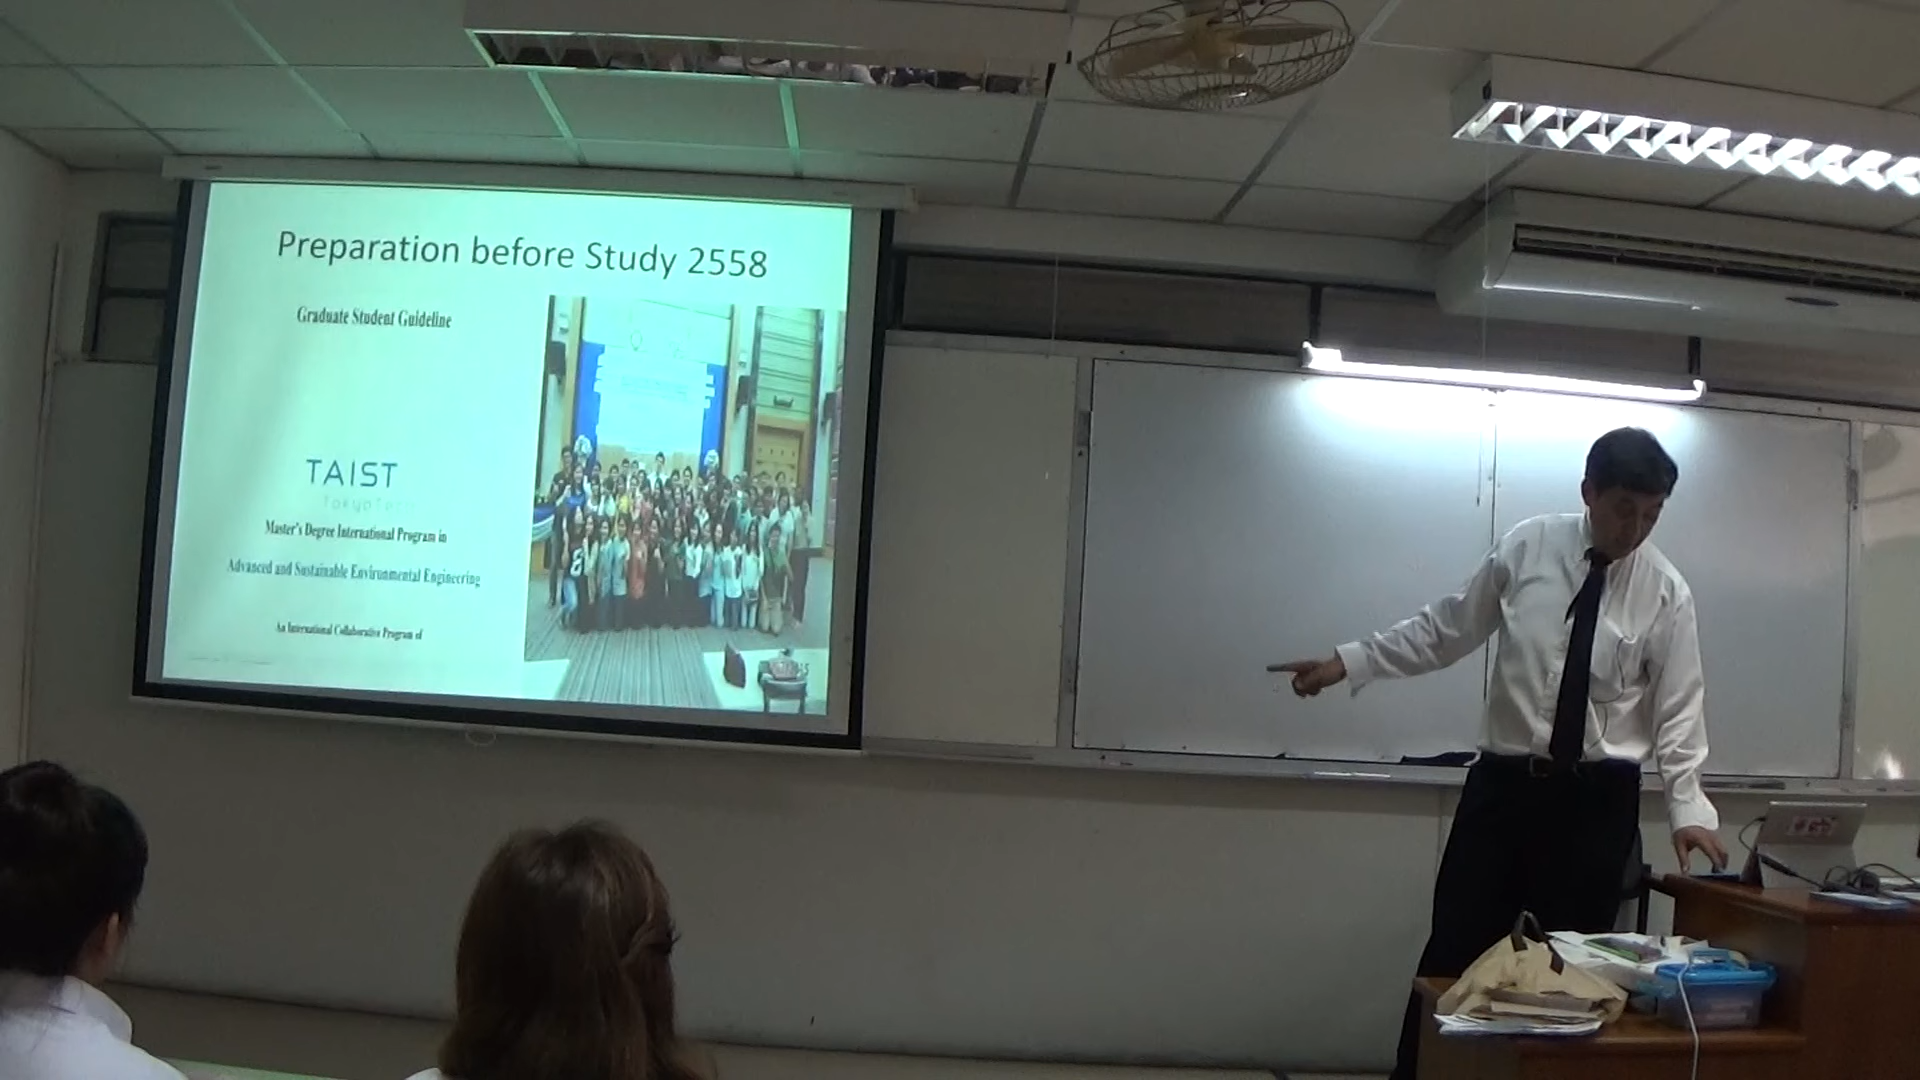 Preparation before Study 2558
Graduate Student Guideline
TAIST
TokyoTech
Master's Degree International Program in
Advanced and Sustainable Environmental Engineering
An International Collaborative Program of